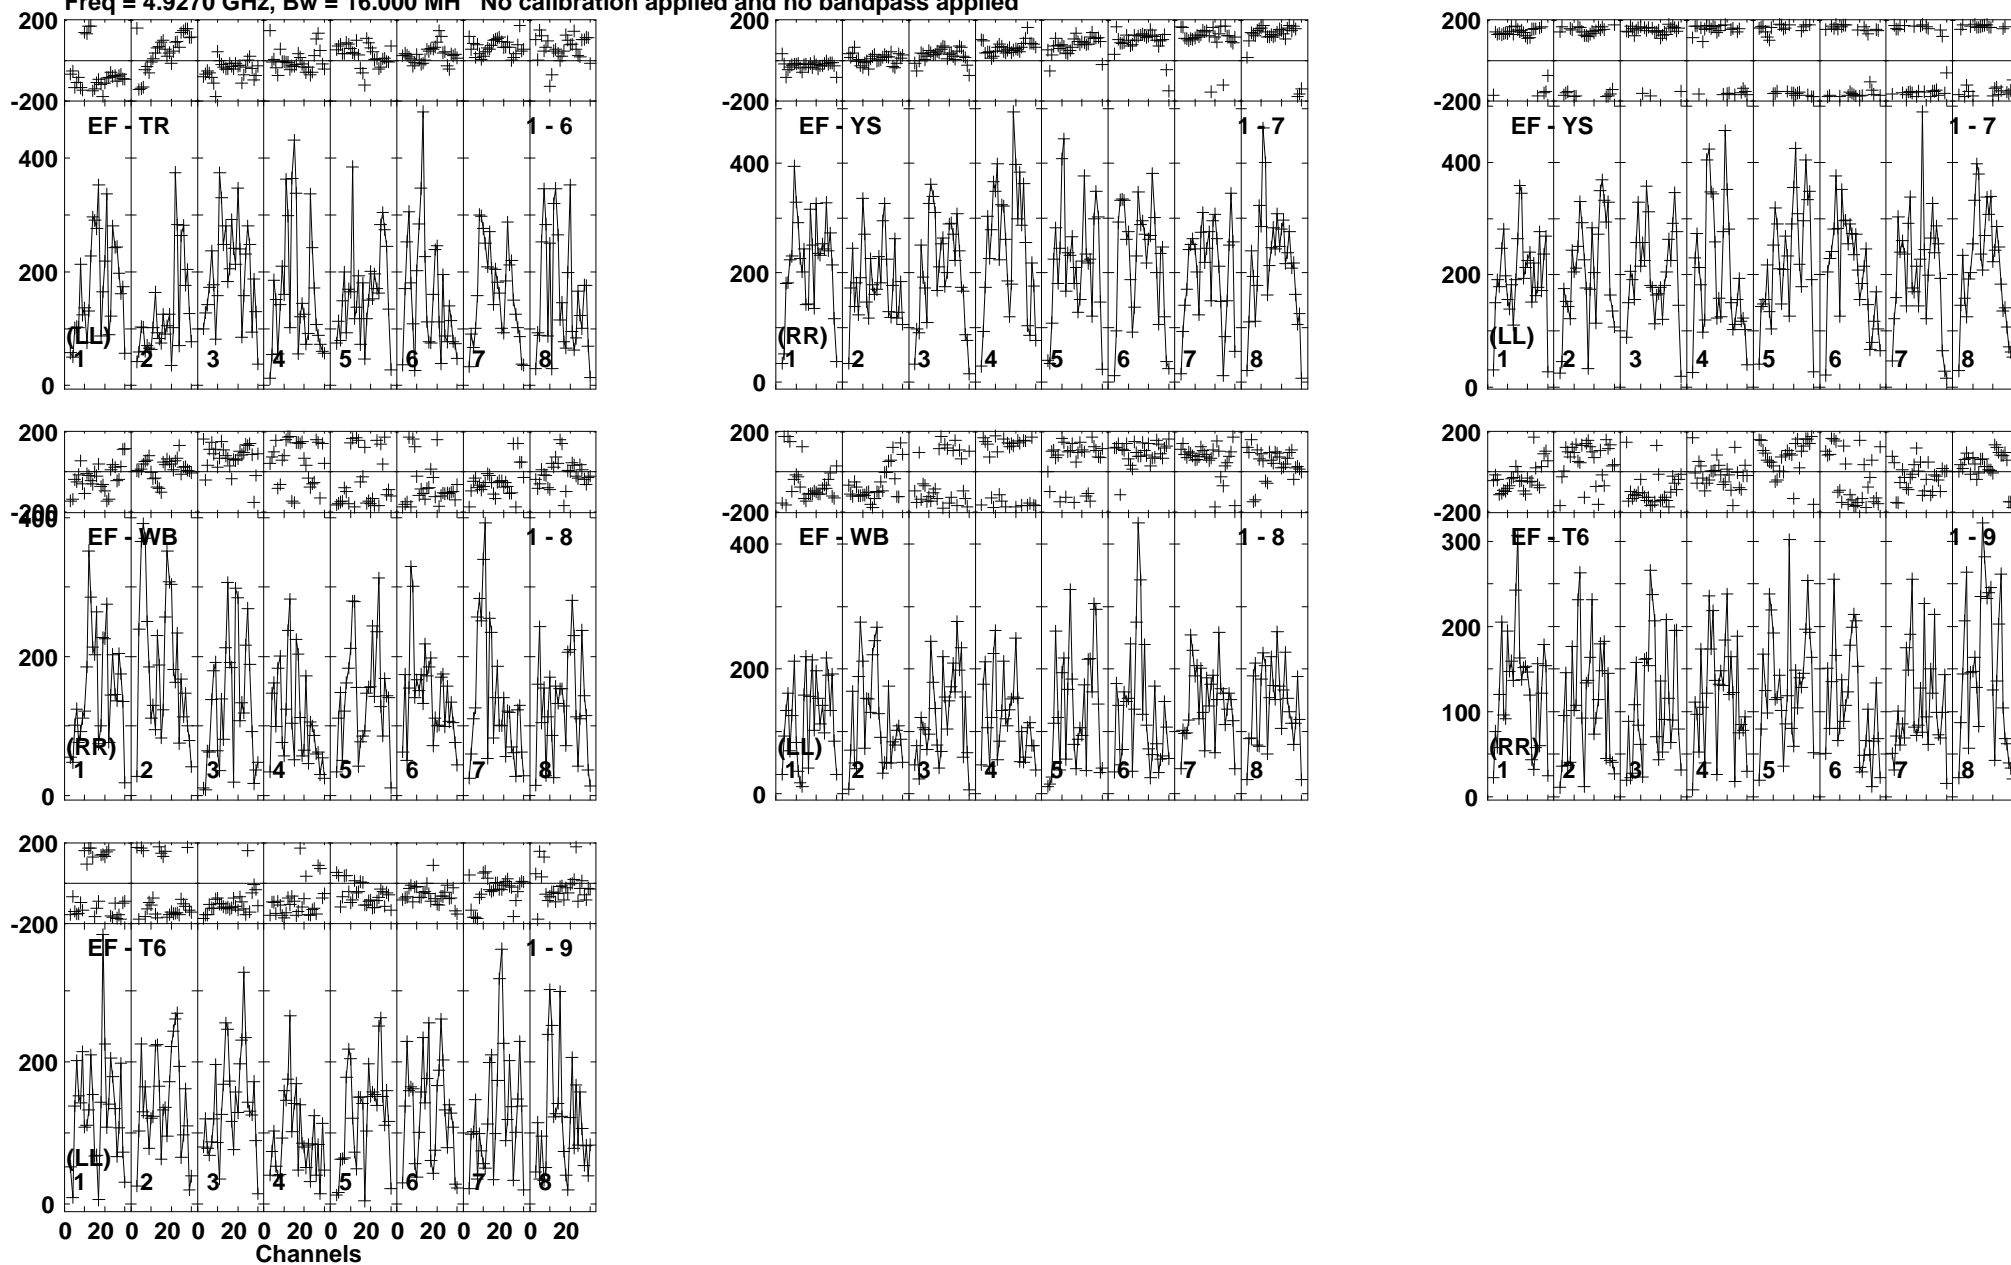 Freq = 4.9270 GHz, Bw = 16.000 MH No calibration applied and no bandpass applied
200
-200
EF - TR 1 - 6
400
200
(LL)
1 2 3 4 5 6 7 8
0
200
-200
EF - YS 1 - 7
400
200
(RR)
1 2 3 4 5 6 7 8
0
200
-200
EF - YS 1 - 7
400
200
(LL)
1 2 3 4 5 6 7 8
0
200
-200
400
EF - WB 1 - 8
200
(RR)
1 2 3 4 5 6 7 8
0
200
-200
EF - WB 1 - 8
400
200
(LL)
1 2 3 4 5 6 7 8
0
200
-200
EF - T6 1 - 9
300
200
100
(RR)
1 2 3 4 5 6 7 8
0
200
-200
EF - T6 1 - 9
200
(LL)
1 2 3 4 5 6 7 8
0
0 20 0 20 0 20 0 20 0 20 0 20 0 20 0 20
Channels